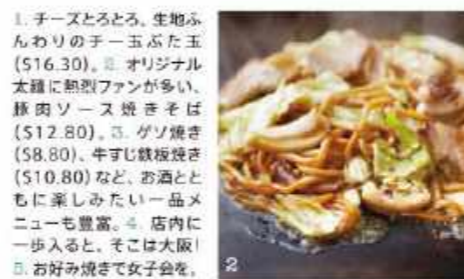 1. チーズとろとろ、生地ふ
んわりのチー玉ぶた玉
($16.30)。2. オリジナル
太麺に熱烈ファンが多い、
豚肉ソース焼きそば
($12.80)。3. ゲソ焼き
($8.80)、牛すじ鉄板焼き
($10.80)など、お酒とと
もに楽しみたい一品メ
ニューも豊富。4. 店内に
一歩入ると、そこは大阪!
5. お好み焼きで女子会を。
2